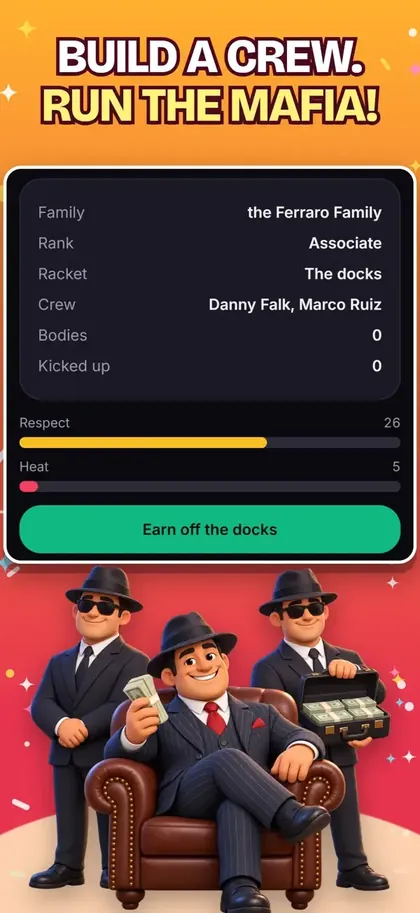 BUILD A CREW.
RUN THE MAFIA!
Family the Ferraro Family
Rank Associate
Racket The docks
Crew Danny Falk, Marco Ruiz
Bodies 0
Kicked up 0
Respect 26
Heat 5
Earn off the docks